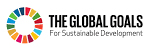 THE GLOBAL GOALS
For Sustainable Development